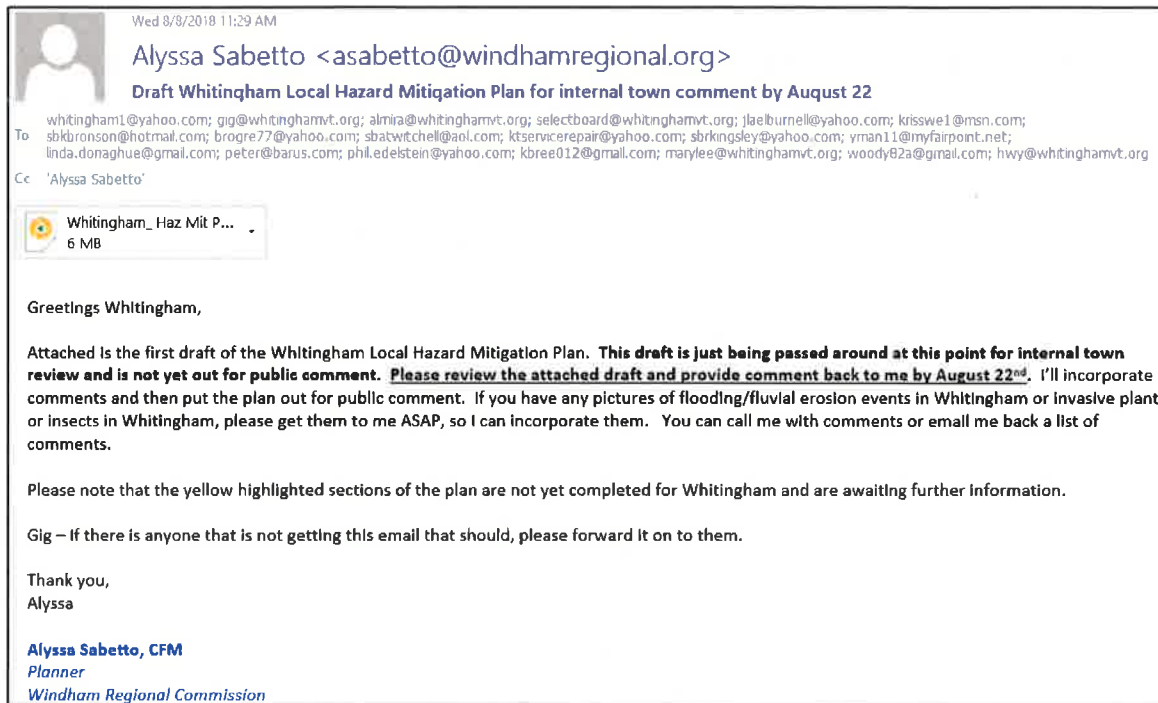 Wed 8/8/2018 11:29 AM
Alyssa Sabetto <asabetto@windhamregional.org>
Draft Whitingham Local Hazard Mitigation Plan for internal town comment by August 22
To whitingham1@yahoo.com; gig@whitinghamvt.org; almira@whitinghamvt.org; selectboard@whitinghamvt.org; jlaelburnell@yahoo.com; krisswe1@msn.com;
sbkbronson@hotmail.com; brogre77@yahoo.com; sbatwitchell@aol.com; ktservicerepair@yahoo.com; sbrkingsley@yahoo.com; yman11@myfairpoint.net;
linda.donaghue@gmail.com; peter@barus.com; phil.edelstein@yahoo.com; kbree012@gmail.com; marylee@whitinghamvt.org; woody82a@gmail.com; hwy@whitinghamvt.org
Cc 'Alyssa Sabetto'
Whitingham_ Haz Mit P...
6 MB
Greetings Whitingham,
Attached is the first draft of the Whitingham Local Hazard Mitigation Plan. This draft is just being passed around at this point for internal town
review and is not yet out for public comment. Please review the attached draft and provide comment back to me by August 22nd. I'll incorporate
comments and then put the plan out for public comment. If you have any pictures of flooding/fluvial erosion events in Whitingham or invasive plant
or insects in Whitingham, please get them to me ASAP, so I can incorporate them. You can call me with comments or email me back a list of
comments.
Please note that the yellow highlighted sections of the plan are not yet completed for Whitingham and are awaiting further information.
Gig – If there is anyone that is not getting this email that should, please forward it on to them.
Thank you,
Alyssa
Alyssa Sabetto, CFM
Planner
Windham Regional Commission